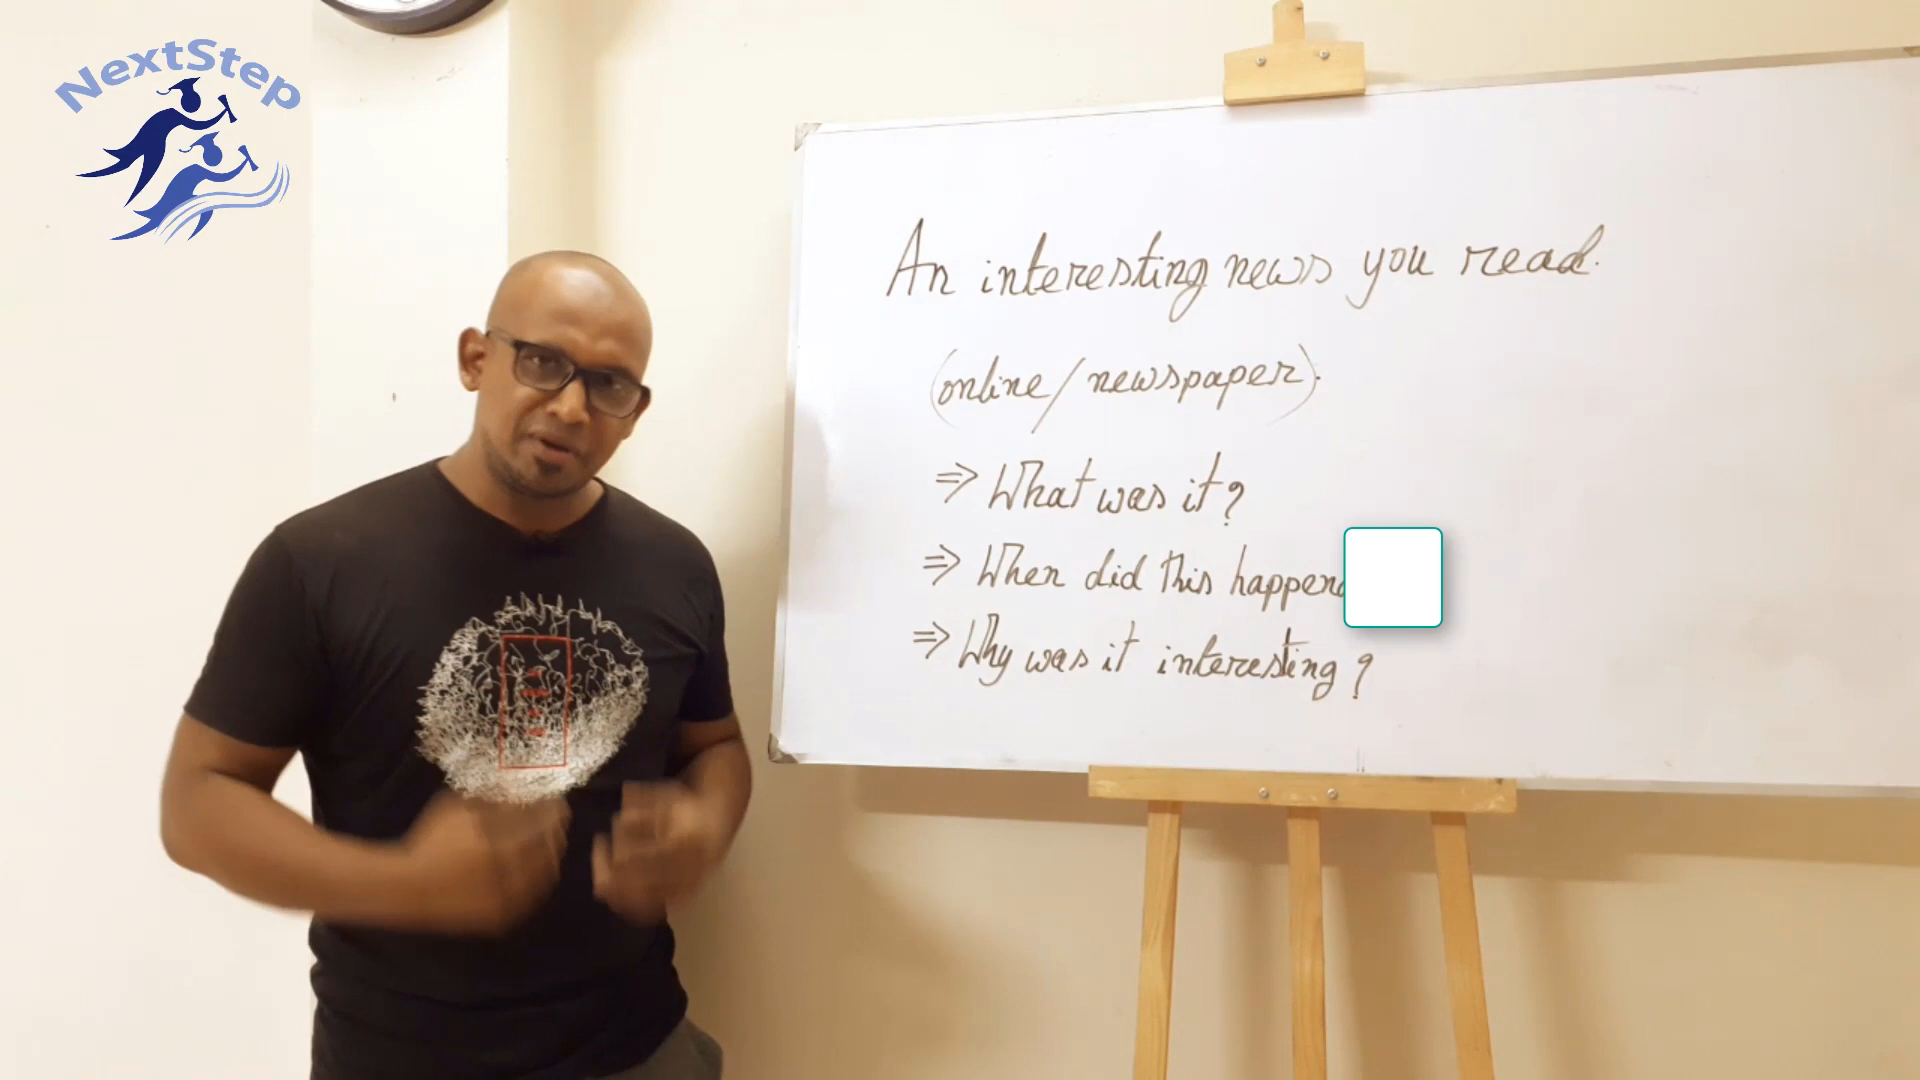 NextStep
An interesting news you read.
(online/newspaper).
⇒ What was it?
⇒ When did this happen
⇒ Why was it interesting?